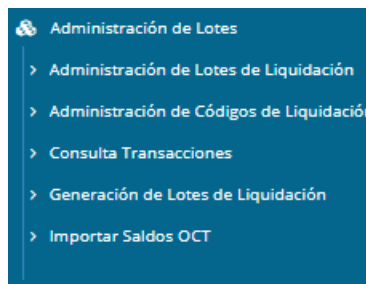 Administración de Lotes
Administración de Lotes de Liquidación
Administración de Códigos de Liquidación
Consulta Transacciones
Generación de Lotes de Liquidación
Importar Saldos OCT